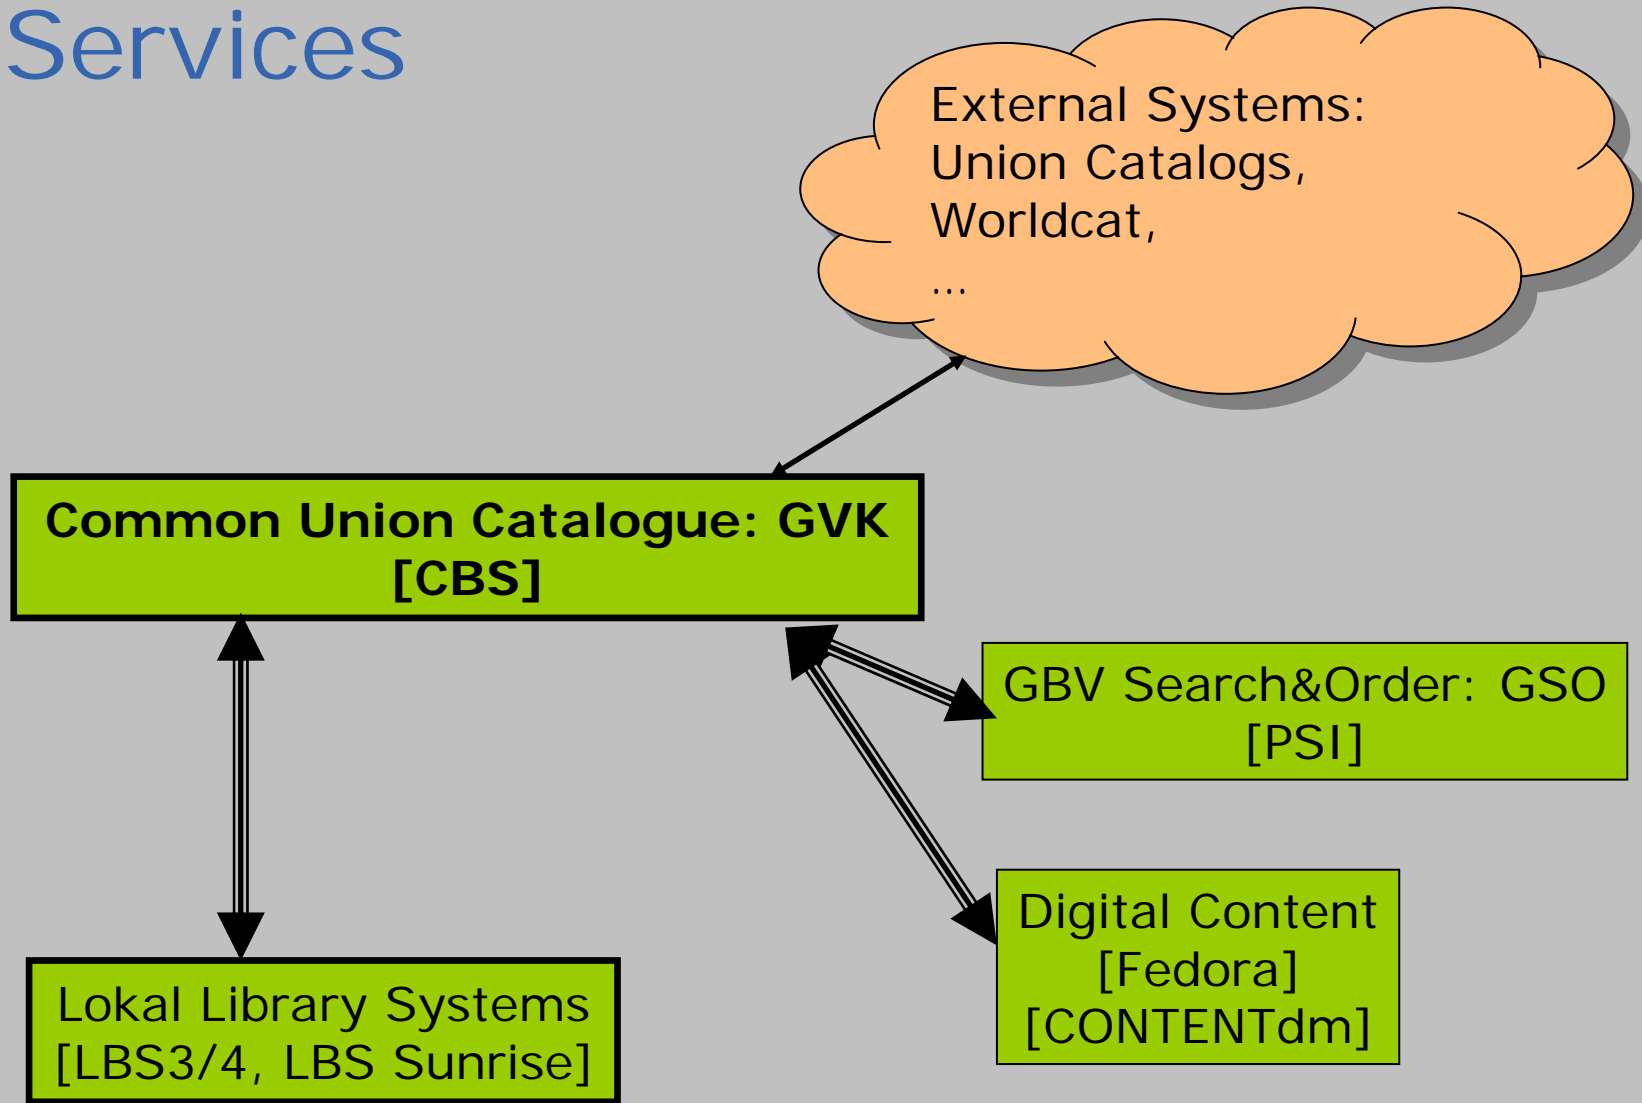 Services
External Systems:
Union Catalogs,
Worldcat,
...
Common Union Catalogue: GVK
[CBS]
GBV Search&Order: GSO
[PSI]
Digital Content
[Fedora]
[CONTENTdm]
Lokal Library Systems
[LBS3/4, LBS Sunrise]